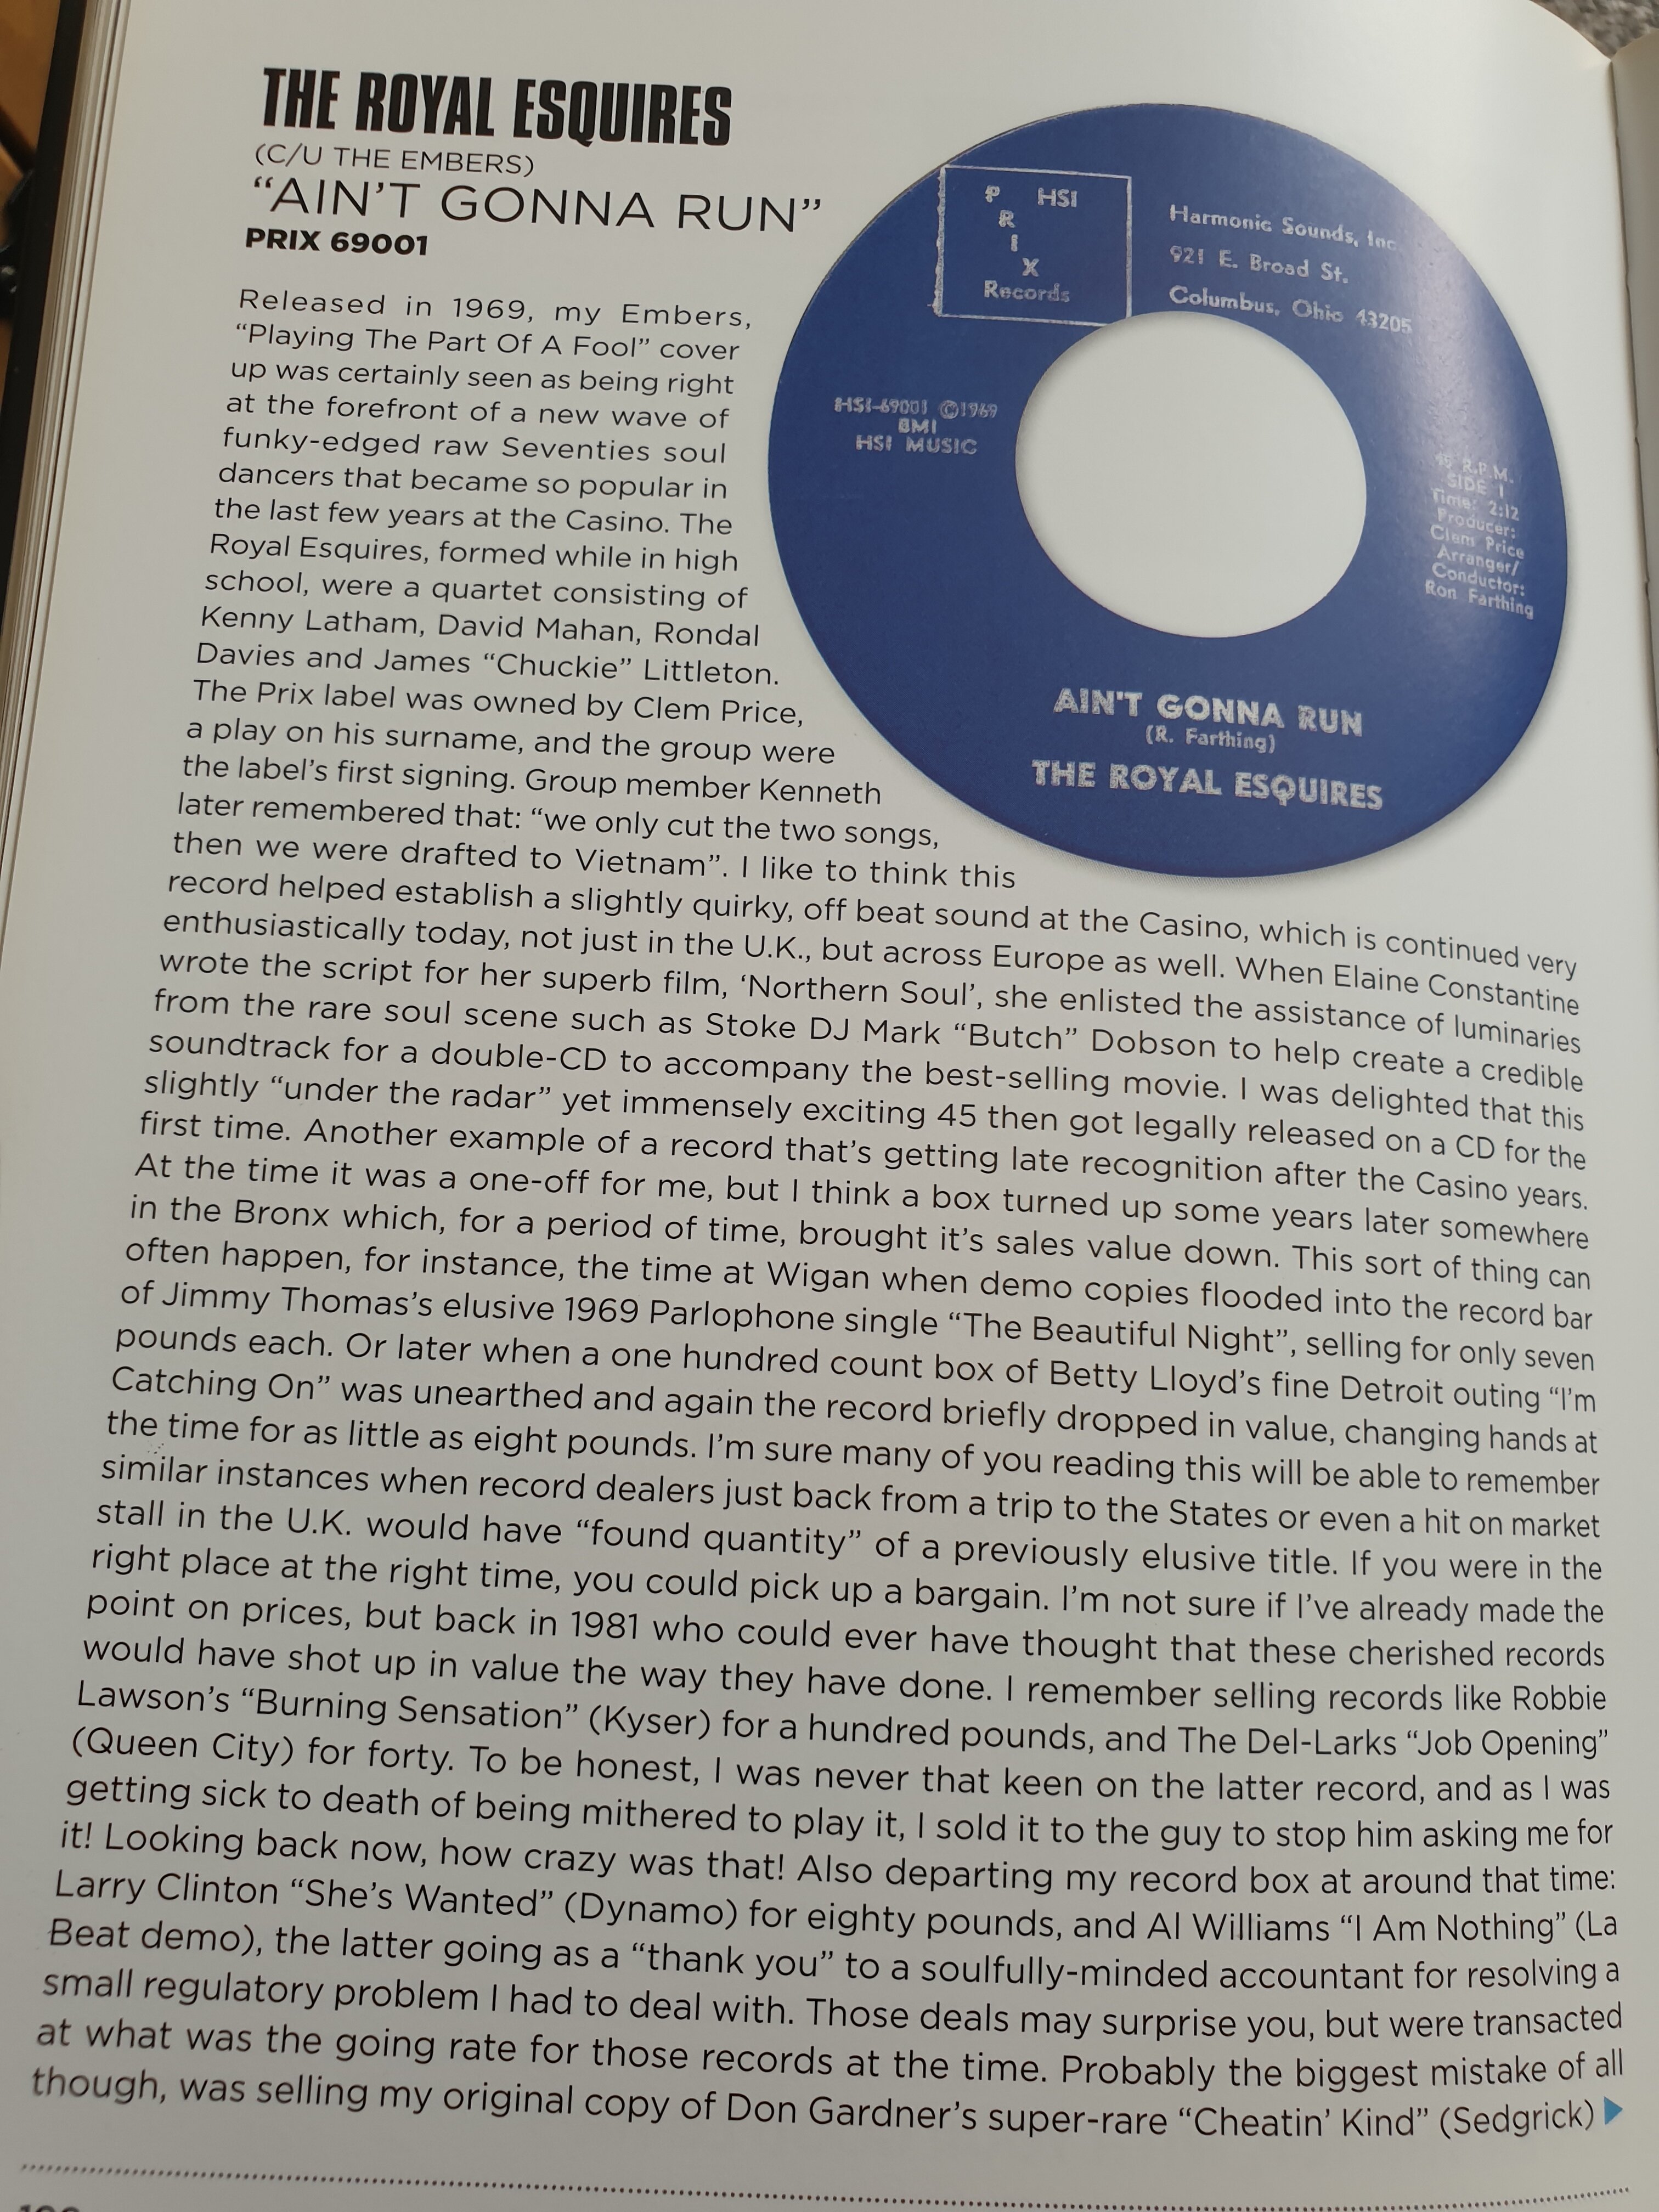 THE ROYAL ESQUIRES
(C/U THE EMBERS)
“AIN’T GONNA RUN”
PRIX 69001
P HSI
R
I
X
Records
Harmonic Sounds, Inc
921 E. Broad St.
Columbus, Ohio 43205
HSI-69001 ©1969
BMI
HSI MUSIC
45 R.P.M.
SIDE 1
Time: 2:12
Producer:
Clem Price
Arranger/
Conductor:
Ron Farthing
AIN'T GONNA RUN
(R. Farthing)
THE ROYAL ESQUIRES
Released in 1969, my Embers,
“Playing The Part Of A Fool” cover
up was certainly seen as being right
at the forefront of a new wave of
funky-edged raw Seventies soul
dancers that became so popular in
the last few years at the Casino. The
Royal Esquires, formed while in high
school, were a quartet consisting of
Kenny Latham, David Mahan, Rondal
Davies and James “Chuckie” Littleton.
The Prix label was owned by Clem Price,
a play on his surname, and the group were
the label’s first signing. Group member Kenneth
later remembered that: “we only cut the two songs,
then we were drafted to Vietnam”. I like to think this
record helped establish a slightly quirky, off beat sound at the Casino, which is continued very
enthusiastically today, not just in the U.K., but across Europe as well. When Elaine Constantine
wrote the script for her superb film, ‘Northern Soul’, she enlisted the assistance of luminaries
from the rare soul scene such as Stoke DJ Mark “Butch” Dobson to help create a credible
soundtrack for a double-CD to accompany the best-selling movie. I was delighted that this
slightly “under the radar” yet immensely exciting 45 then got legally released on a CD for the
first time. Another example of a record that’s getting late recognition after the Casino years.
At the time it was a one-off for me, but I think a box turned up some years later somewhere
in the Bronx which, for a period of time, brought it’s sales value down. This sort of thing can
often happen, for instance, the time at Wigan when demo copies flooded into the record bar
of Jimmy Thomas’s elusive 1969 Parlophone single “The Beautiful Night”, selling for only seven
pounds each. Or later when a one hundred count box of Betty Lloyd’s fine Detroit outing “I’m
Catching On” was unearthed and again the record briefly dropped in value, changing hands at
the time for as little as eight pounds. I’m sure many of you reading this will be able to remember
similar instances when record dealers just back from a trip to the States or even a hit on market
stall in the U.K. would have “found quantity” of a previously elusive title. If you were in the
right place at the right time, you could pick up a bargain. I’m not sure if I’ve already made the
point on prices, but back in 1981 who could ever have thought that these cherished records
would have shot up in value the way they have done. I remember selling records like Robbie
Lawson’s “Burning Sensation” (Kyser) for a hundred pounds, and The Del-Larks “Job Opening”
(Queen City) for forty. To be honest, I was never that keen on the latter record, and as I was
getting sick to death of being mithered to play it, I sold it to the guy to stop him asking me for
it! Looking back now, how crazy was that! Also departing my record box at around that time:
Larry Clinton “She’s Wanted” (Dynamo) for eighty pounds, and Al Williams “I Am Nothing” (La
Beat demo), the latter going as a “thank you” to a soulfully-minded accountant for resolving a
small regulatory problem I had to deal with. Those deals may surprise you, but were transacted
at what was the going rate for those records at the time. Probably the biggest mistake of all
though, was selling my original copy of Don Gardner’s super-rare “Cheatin’ Kind” (Sedgrick)